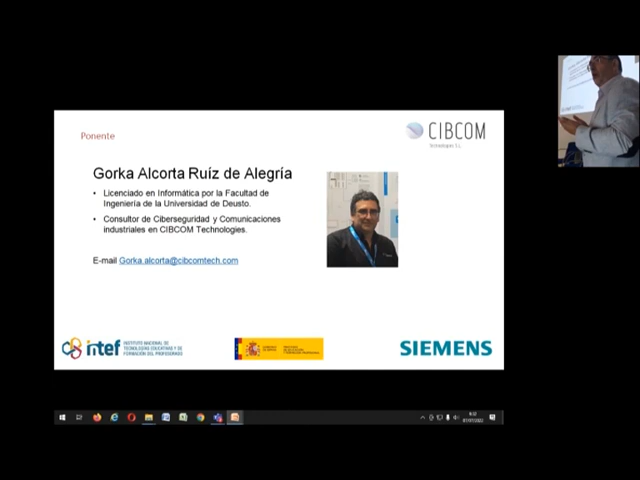 Ponente
CIBCOM
Technologies S.L.
Gorka Alcorta Ruíz de Alegría
• Licenciado en Informática por la Facultad de
Ingeniería de la Universidad de Deusto.
• Consultor de Ciberseguridad y Comunicaciones
industriales en CIBCOM Technologies.
E-mail Gorka.alcorta@cibcomtech.com
intef
INSTITUTO NACIONAL DE
TECNOLOGÍAS EDUCATIVAS Y DE
FORMACIÓN DEL PROFESORADO
SIEMENS